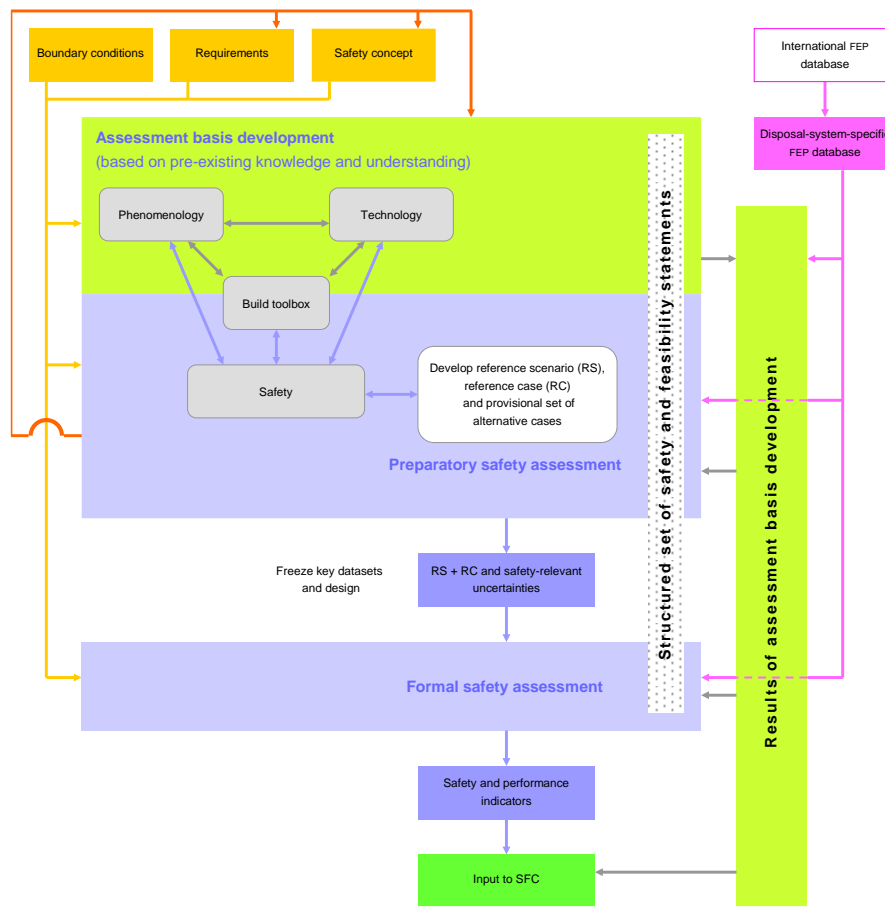 Boundary conditions
Requirements
Safety concept
International FEP
database
Disposal-system-specific
FEP database
Assessment basis development
(based on pre-existing knowledge and understanding)
Phenomenology
Technology
Build toolbox
Safety
Develop reference scenario (RS),
reference case (RC)
and provisional set of
alternative cases
Preparatory safety assessment
Structured set of safety and feasibility statements
Results of assessment basis development
Freeze key datasets
and design
RS + RC and safety-relevant
uncertainties
Formal safety assessment
Safety and performance
indicators
Input to SFC